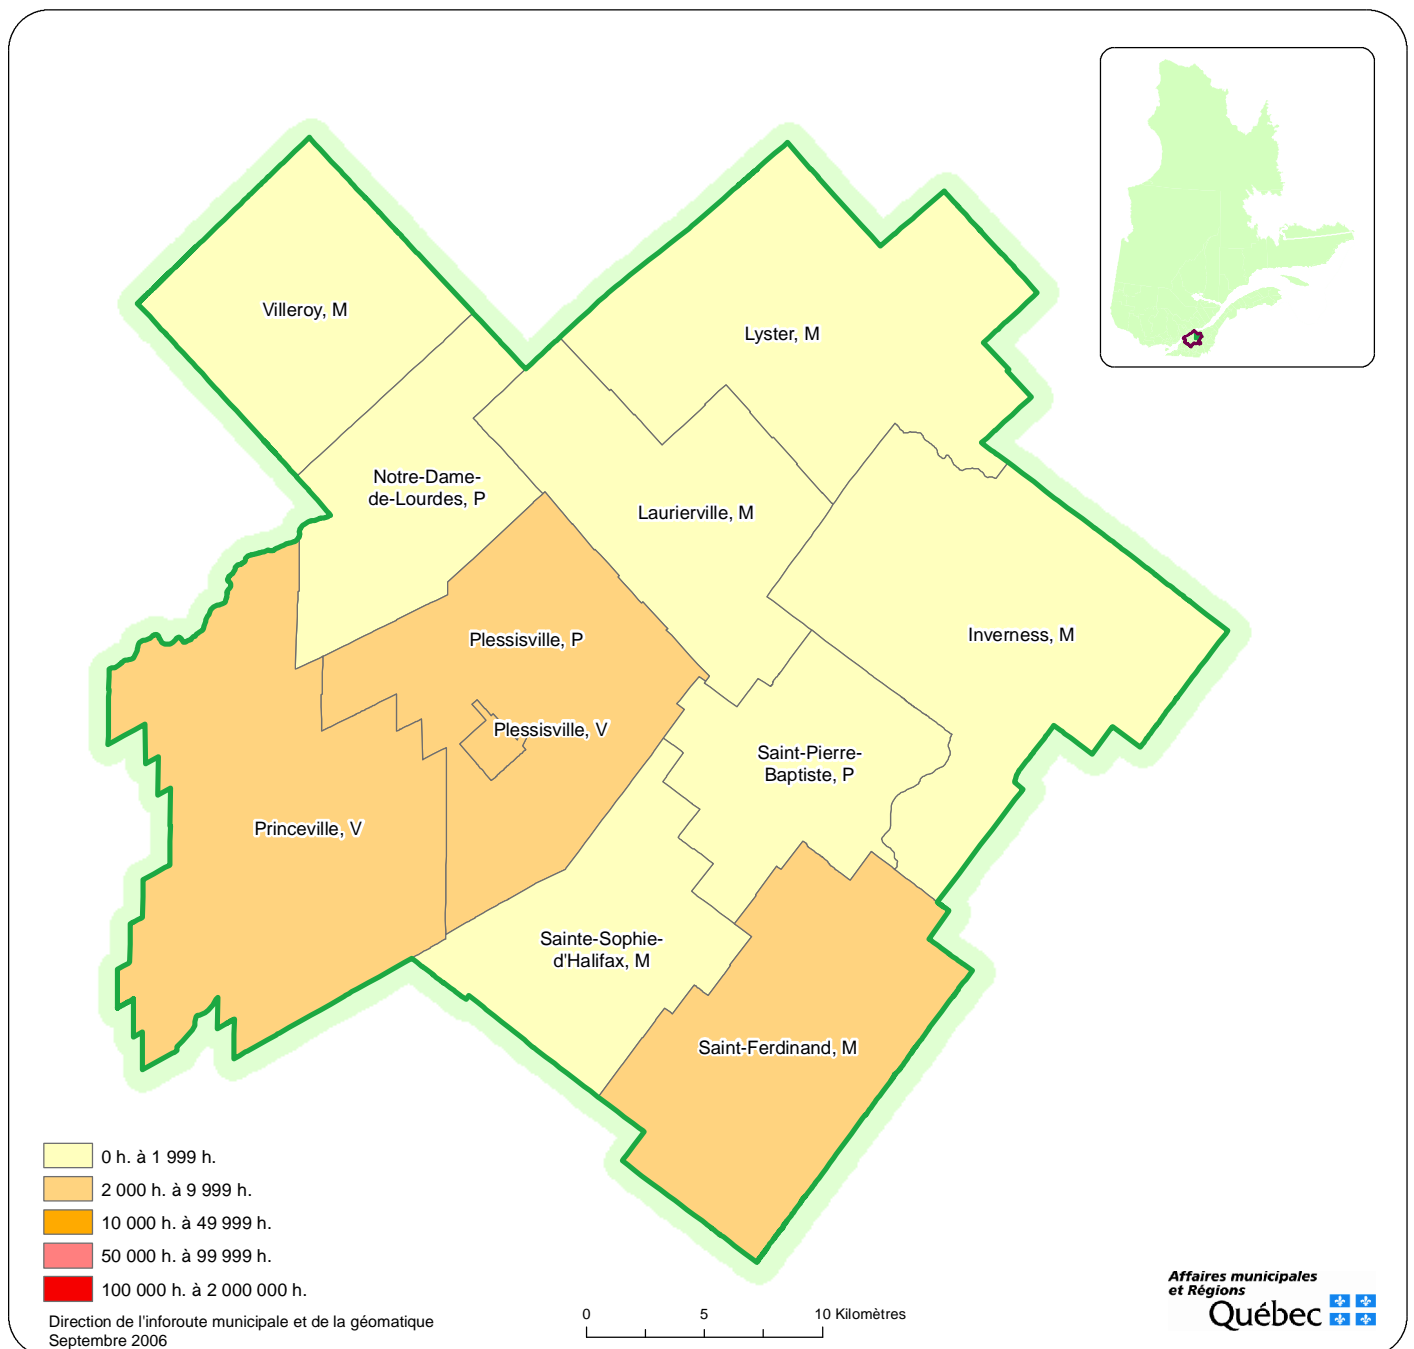 Villeroy, M
Lyster, M
Notre-Dame-
de-Lourdes, P
Laurierville, M
Plessisville, P
Inverness, M
Plessisville, V
Saint-Pierre-
Baptiste, P
Princeville, V
Sainte-Sophie-
d'Halifax, M
Saint-Ferdinand, M
0 h. à 1 999 h.
2 000 h. à 9 999 h.
10 000 h. à 49 999 h.
50 000 h. à 99 999 h.
100 000 h. à 2 000 000 h.
Direction de l'inforoute municipale et de la géomatique
Septembre 2006
0 5 10 Kilomètres
Affaires municipales
et Régions
Québec